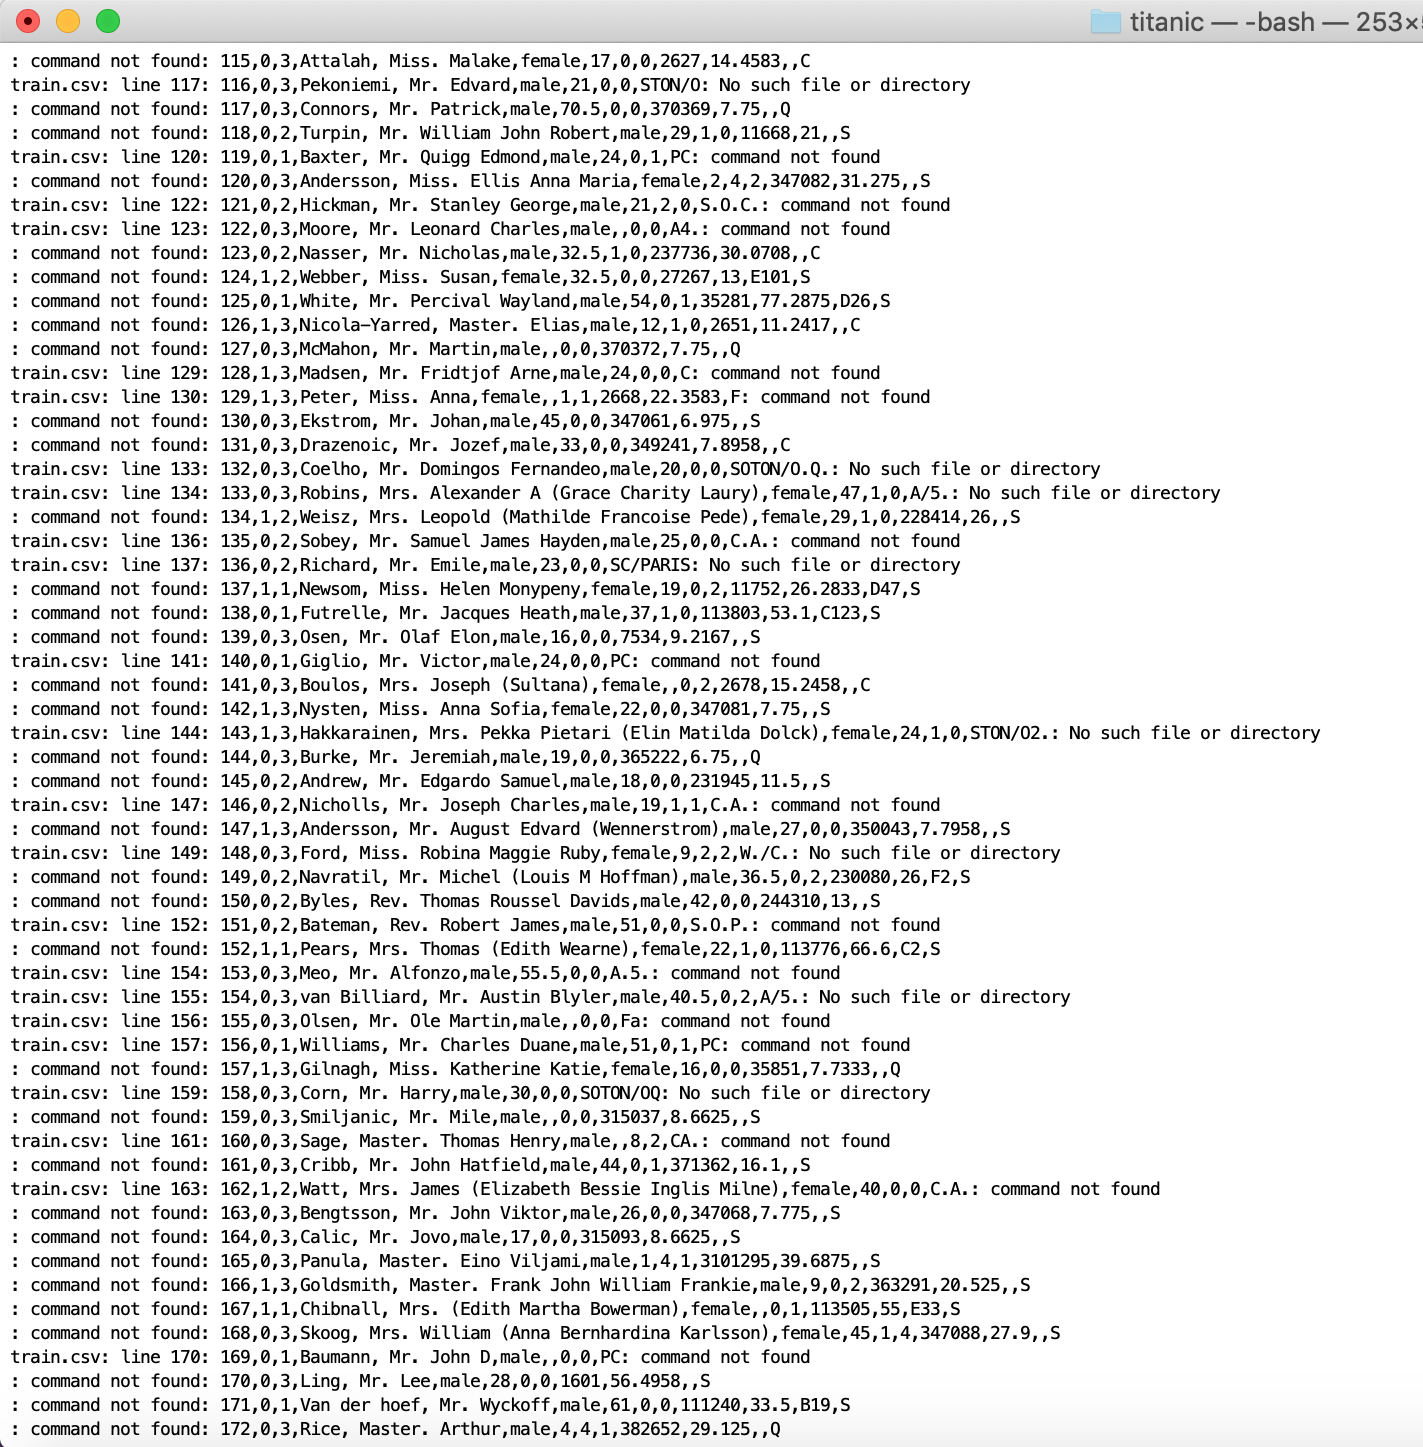 titanic — -bash — 253×5
: command not found: 115,0,3,Attalah, Miss. Malake,female,17,0,0,2627,14.4583,,C
train.csv: line 117: 116,0,3,Pekoniemi, Mr. Edvard,male,21,0,0,STON/O: No such file or directory
: command not found: 117,0,3,Connors, Mr. Patrick,male,70.5,0,0,370369,7.75,,Q
: command not found: 118,0,2,Turpin, Mr. William John Robert,male,29,1,0,11668,21,,S
train.csv: line 120: 119,0,1,Baxter, Mr. Quigg Edmond,male,24,0,1,PC: command not found
: command not found: 120,0,3,Andersson, Miss. Ellis Anna Maria,female,2,4,2,347082,31.275,,S
train.csv: line 122: 121,0,2,Hickman, Mr. Stanley George,male,21,2,0,S.O.C.: command not found
train.csv: line 123: 122,0,3,Moore, Mr. Leonard Charles,male,,0,0,A4.: command not found
: command not found: 123,0,2,Nasser, Mr. Nicholas,male,32.5,1,0,237736,30.0708,,C
: command not found: 124,1,2,Webber, Miss. Susan,female,32.5,0,0,27267,13,E101,S
: command not found: 125,0,1,White, Mr. Percival Wayland,male,54,0,1,35281,77.2875,D26,S
: command not found: 126,1,3,Nicola-Yarred, Master. Elias,male,12,1,0,2651,11.2417,,C
: command not found: 127,0,3,McMahon, Mr. Martin,male,,0,0,370372,7.75,,Q
train.csv: line 129: 128,1,3,Madsen, Mr. Fridtjof Arne,male,24,0,0,C: command not found
train.csv: line 130: 129,1,3,Peter, Miss. Anna,female,,1,1,2668,22.3583,F: command not found
: command not found: 130,0,3,Ekstrom, Mr. Johan,male,45,0,0,347061,6.975,,S
: command not found: 131,0,3,Drazenoic, Mr. Jozef,male,33,0,0,349241,7.8958,,C
train.csv: line 133: 132,0,3,Coelho, Mr. Domingos Fernandeo,male,20,0,0,SOTON/O.Q.: No such file or directory
train.csv: line 134: 133,0,3,Robins, Mrs. Alexander A (Grace Charity Laury),female,47,1,0,A/5.: No such file or directory
: command not found: 134,1,2,Weisz, Mrs. Leopold (Mathilde Francoise Pede),female,29,1,0,228414,26,,S
train.csv: line 136: 135,0,2,Sobey, Mr. Samuel James Hayden,male,25,0,0,C.A.: command not found
train.csv: line 137: 136,0,2,Richard, Mr. Emile,male,23,0,0,SC/PARIS: No such file or directory
: command not found: 137,1,1,Newsom, Miss. Helen Monypeny,female,19,0,2,11752,26.2833,D47,S
: command not found: 138,0,1,Futrelle, Mr. Jacques Heath,male,37,1,0,113803,53.1,C123,S
: command not found: 139,0,3,Osen, Mr. Olaf Elon,male,16,0,0,7534,9.2167,,S
train.csv: line 141: 140,0,1,Giglio, Mr. Victor,male,24,0,0,PC: command not found
: command not found: 141,0,3,Boulos, Mrs. Joseph (Sultana),female,,0,2,2678,15.2458,,C
: command not found: 142,1,3,Nysten, Miss. Anna Sofia,female,22,0,0,347081,7.75,,S
train.csv: line 144: 143,1,3,Hakkarainen, Mrs. Pekka Pietari (Elin Matilda Dolck),female,24,1,0,STON/O2.: No such file or directory
: command not found: 144,0,3,Burke, Mr. Jeremiah,male,19,0,0,365222,6.75,,Q
: command not found: 145,0,2,Andrew, Mr. Edgardo Samuel,male,18,0,0,231945,11.5,,S
train.csv: line 147: 146,0,2,Nicholls, Mr. Joseph Charles,male,19,1,1,C.A.: command not found
: command not found: 147,1,3,Andersson, Mr. August Edvard (Wennerstrom),male,27,0,0,350043,7.7958,,S
train.csv: line 149: 148,0,3,Ford, Miss. Robina Maggie Ruby,female,9,2,2,W./C.: No such file or directory
: command not found: 149,0,2,Navratil, Mr. Michel (Louis M Hoffman),male,36.5,0,2,230080,26,F2,S
: command not found: 150,0,2,Byles, Rev. Thomas Roussel Davids,male,42,0,0,244310,13,,S
train.csv: line 152: 151,0,2,Bateman, Rev. Robert James,male,51,0,0,S.O.P.: command not found
: command not found: 152,1,1,Pears, Mrs. Thomas (Edith Wearne),female,22,1,0,113776,66.6,C2,S
train.csv: line 154: 153,0,3,Meo, Mr. Alfonzo,male,55.5,0,0,A.5.: command not found
train.csv: line 155: 154,0,3,van Billiard, Mr. Austin Blyler,male,40.5,0,2,A/5.: No such file or directory
train.csv: line 156: 155,0,3,Olsen, Mr. Ole Martin,male,,0,0,Fa: command not found
train.csv: line 157: 156,0,1,Williams, Mr. Charles Duane,male,51,0,1,PC: command not found
: command not found: 157,1,3,Gilnagh, Miss. Katherine Katie,female,16,0,0,35851,7.7333,,Q
train.csv: line 159: 158,0,3,Corn, Mr. Harry,male,30,0,0,SOTON/OQ: No such file or directory
: command not found: 159,0,3,Smiljanic, Mr. Mile,male,,0,0,315037,8.6625,,S
train.csv: line 161: 160,0,3,Sage, Master. Thomas Henry,male,,8,2,CA.: command not found
: command not found: 161,0,3,Cribb, Mr. John Hatfield,male,44,0,1,371362,16.1,,S
train.csv: line 163: 162,1,2,Watt, Mrs. James (Elizabeth Bessie Inglis Milne),female,40,0,0,C.A.: command not found
: command not found: 163,0,3,Bengtsson, Mr. John Viktor,male,26,0,0,347068,7.775,,S
: command not found: 164,0,3,Calic, Mr. Jovo,male,17,0,0,315093,8.6625,,S
: command not found: 165,0,3,Panula, Master. Eino Viljami,male,1,4,1,3101295,39.6875,,S
: command not found: 166,1,3,Goldsmith, Master. Frank John William Frankie,male,9,0,2,363291,20.525,,S
: command not found: 167,1,1,Chibnall, Mrs. (Edith Martha Bowerman),female,,0,1,113505,55,E33,S
: command not found: 168,0,3,Skoog, Mrs. William (Anna Bernhardina Karlsson),female,45,1,4,347088,27.9,,S
train.csv: line 170: 169,0,1,Baumann, Mr. John D,male,,0,0,PC: command not found
: command not found: 170,0,3,Ling, Mr. Lee,male,28,0,0,1601,56.4958,,S
: command not found: 171,0,1,Van der hoef, Mr. Wyckoff,male,61,0,0,111240,33.5,B19,S
: command not found: 172,0,3,Rice, Master. Arthur,male,4,4,1,382652,29.125,,Q